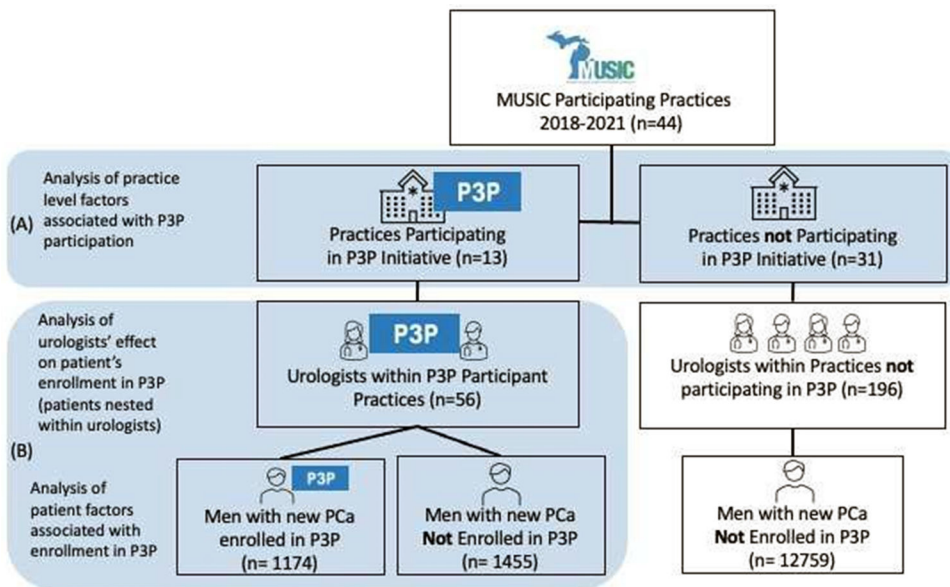 MUSIC
MUSIC Participating Practices
2018-2021 (n=44)
(A)
Analysis of practice
level factors
associated with P3P
participation
P3P
Practices Participating
in P3P Initiative (n=13)
Practices not Participating
in P3P Initiative (n=31)
(B)
Analysis of
urologists' effect
on patient's
enrollment in P3P
(patients nested
within urologists)
P3P
Urologists within P3P Participant
Practices (n=56)
Urologists within Practices not
participating in P3P (n=196)
Analysis of
patient factors
associated with
enrollment in P3P
P3P
Men with new PCa
enrolled in P3P
(n= 1174)
Men with new PCa
Not Enrolled in P3P
(n= 1455)
Men with new PCa
Not Enrolled in P3P
(n= 12759)